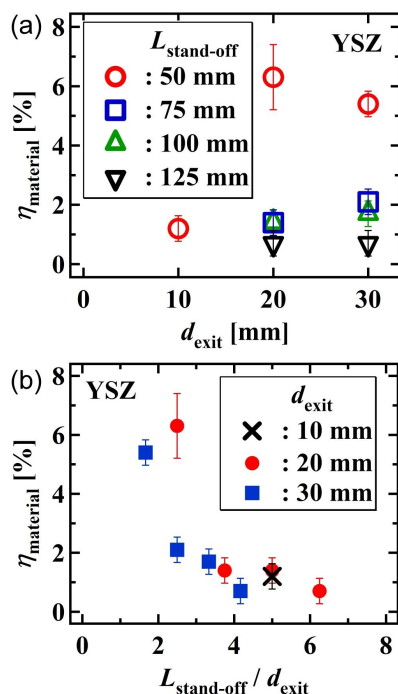 (a)
L_stand-off
YSZ
: 50 mm
: 75 mm
: 100 mm
: 125 mm
η_material [%]
8
6
4
2
0
0 10 20 30
d_exit [mm]
(b)
YSZ
d_exit
: 10 mm
: 20 mm
: 30 mm
η_material [%]
8
6
4
2
0
0 2 4 6 8
L_stand-off / d_exit